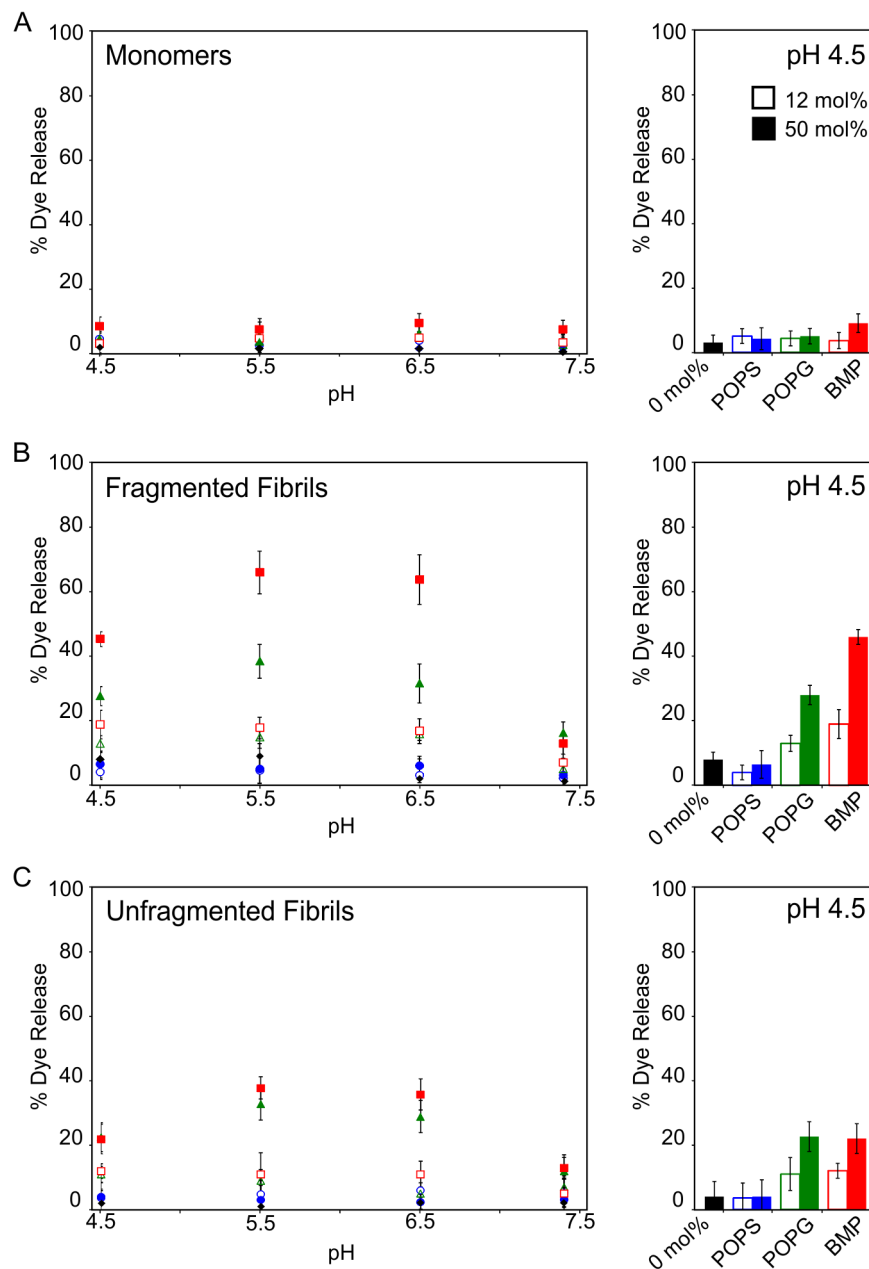 A
Monomers
% Dye Release
100
80
60
40
20
0
4.5 5.5 6.5 7.5
pH
pH 4.5
12 mol%
50 mol%
% Dye Release
100
80
60
40
20
0
0 mol% POPS POPG BMP
B
Fragmented Fibrils
% Dye Release
100
80
60
40
20
0
4.5 5.5 6.5 7.5
pH
pH 4.5
% Dye Release
100
80
60
40
20
0
0 mol% POPS POPG BMP
C
Unfragmented Fibrils
% Dye Release
100
80
60
40
20
0
4.5 5.5 6.5 7.5
pH
pH 4.5
% Dye Release
100
80
60
40
20
0
0 mol% POPS POPG BMP